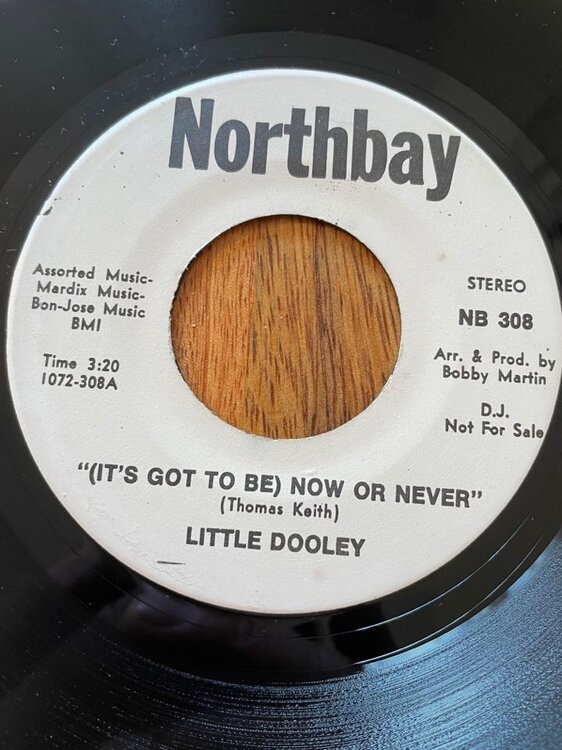 Northbay
Assorted Music-
Mardix Music-
Bon-Jose Music
BMI
Time 3:20
1072-308A
STEREO
NB 308
Arr. & Prod. by
Bobby Martin
D.J.
Not For Sale
"(IT'S GOT TO BE) NOW OR NEVER"
(Thomas Keith)
LITTLE DOOLEY